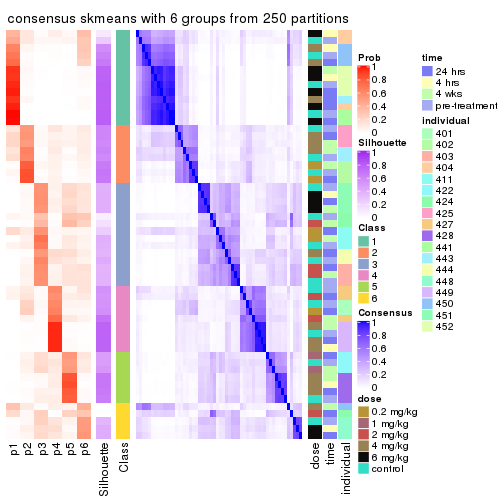 consensus skmeans with 6 groups from 250 partitions
Prob
1
0.8
0.6
0.4
0.2
0
Silhouette
1
0.8
0.6
0.4
0.2
0
Class
1
2
3
4
5
6
Consensus
1
0.8
0.6
0.4
0.2
0
dose
0.2 mg/kg
1 mg/kg
2 mg/kg
4 mg/kg
6 mg/kg
control
time
24 hrs
4 hrs
4 wks
pre-treatment
individual
401
402
403
404
411
422
424
425
427
428
441
443
444
448
449
450
451
452
p1
p2
p3
p4
p5
p6
Silhouette
Class
dose
time
individual